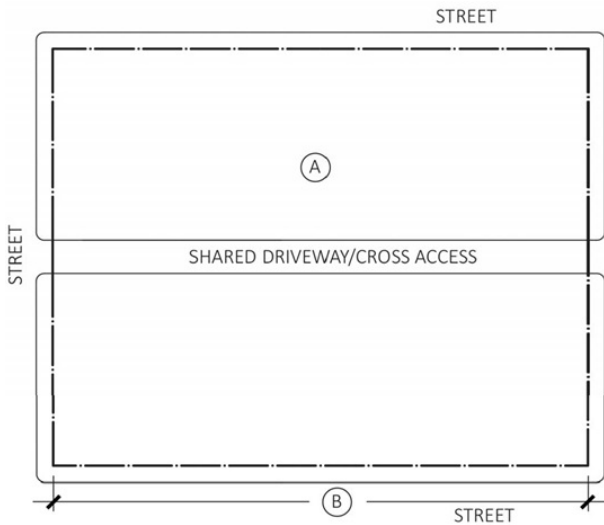 STREET
A
STREET
SHARED DRIVEWAY/CROSS ACCESS
B
STREET